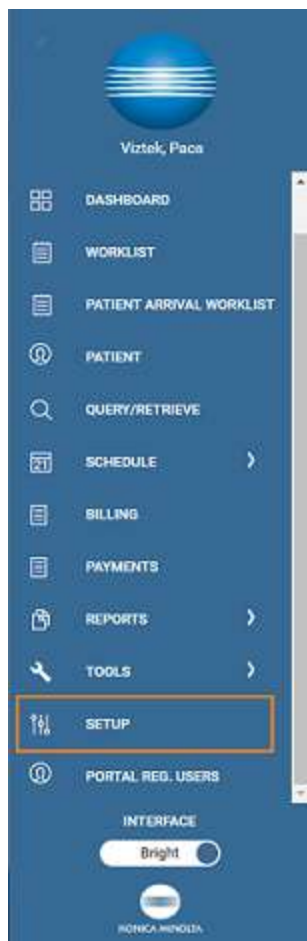 Viztek, Paca
DASHBOARD
WORKLIST
PATIENT ARRIVAL WORKLIST
PATIENT
QUERY/RETRIEVE
21 SCHEDULE
BILLING
PAYMENTS
REPORTS
TOOLS
SETUP
PORTAL REG. USERS
INTERFACE
Bright
KONICA MINOLTA